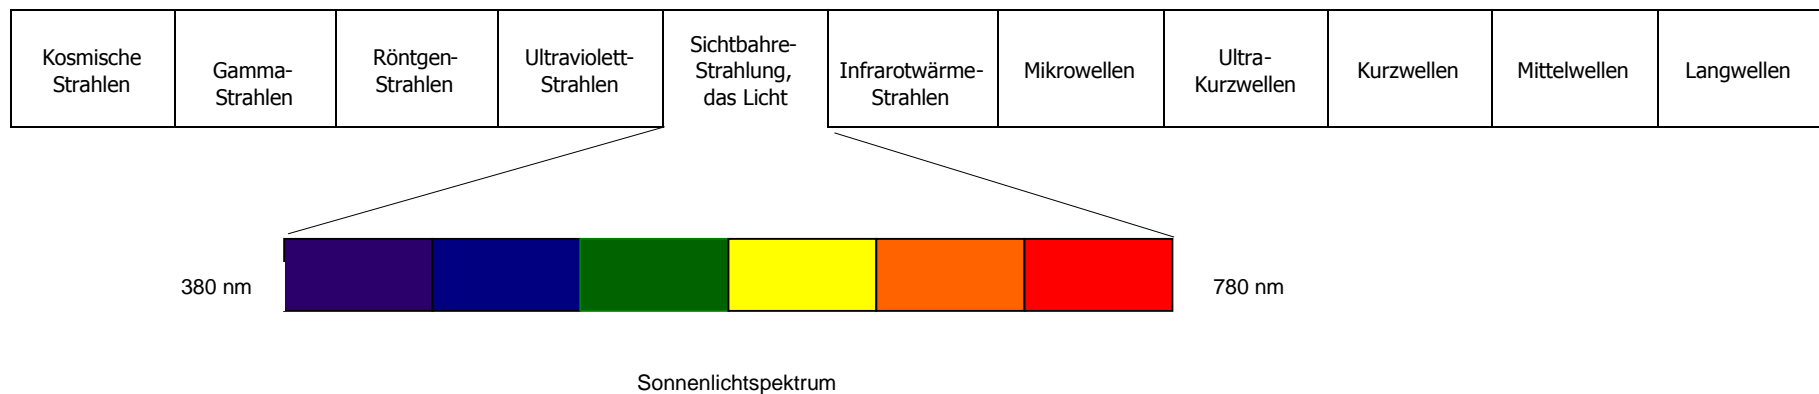 Kosmische
Strahlen
Gamma-
Strahlen
Röntgen-
Strahlen
Ultraviolett-
Strahlen
Sichtbahre-
Strahlung,
das Licht
Infrarotwärme-
Strahlen
Mikrowellen
Ultra-
Kurzwellen
Kurzwellen
Mittelwellen
Langwellen
380 nm
780 nm
Sonnenlichtspektrum